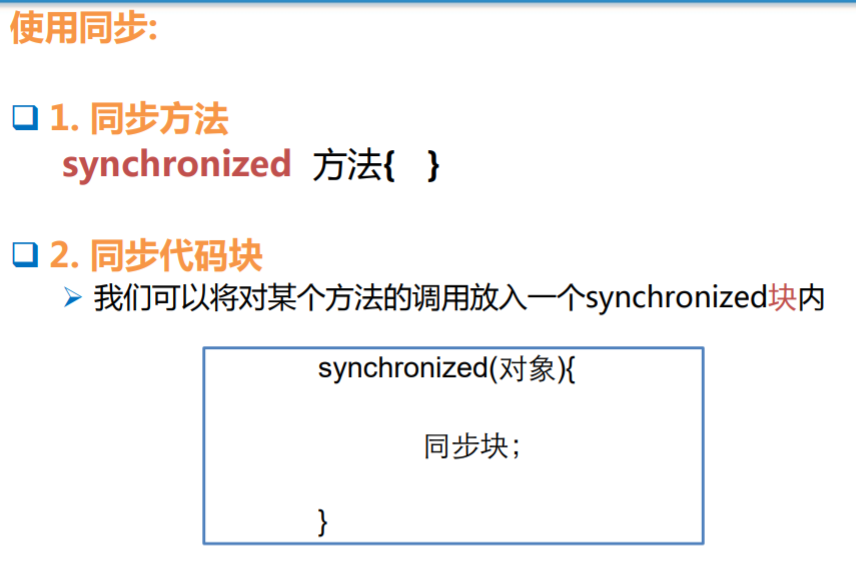 使用同步:
1. 同步方法
synchronized 方法{ }
2. 同步代码块
我们可以将对某个方法的调用放入一个synchronized块内
synchronized(对象){
同步块；
}